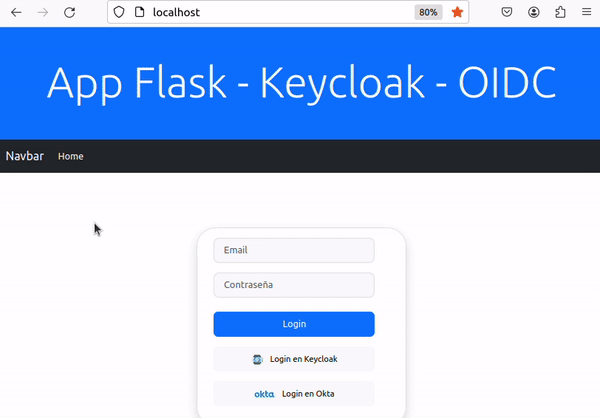 localhost
80%
App Flask - Keycloak - OIDC
Navbar Home
Email
Contraseña
Login
Login en Keycloak
okta Login en Okta